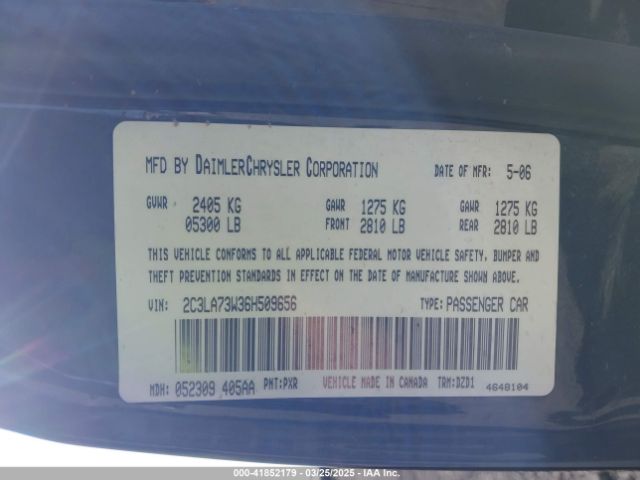 MFD BY DAIMLERCHRYSLER CORPORATION DATE OF MFR: 5-06
GVWR 2405 KG GAWR 1275 KG GAWR 1275 KG
05300 LB FRONT 2810 LB REAR 2810 LB
THIS VEHICLE CONFORMS TO ALL APPLICABLE FEDERAL MOTOR VEHICLE SAFETY, BUMPER AND
THEFT PREVENTION STANDARDS IN EFFECT ON THE DATE OF MANUFACTURE SHOWN ABOVE.
VIN: 2C3LA73W36H509656 TYPE: PASSENGER CAR
MDH: 052309 405AA PNT: PXR VEHICLE MADE IN CANADA TRM: DZD1 4648104
500-41852179 - 03/25/2025 - IAA Inc.